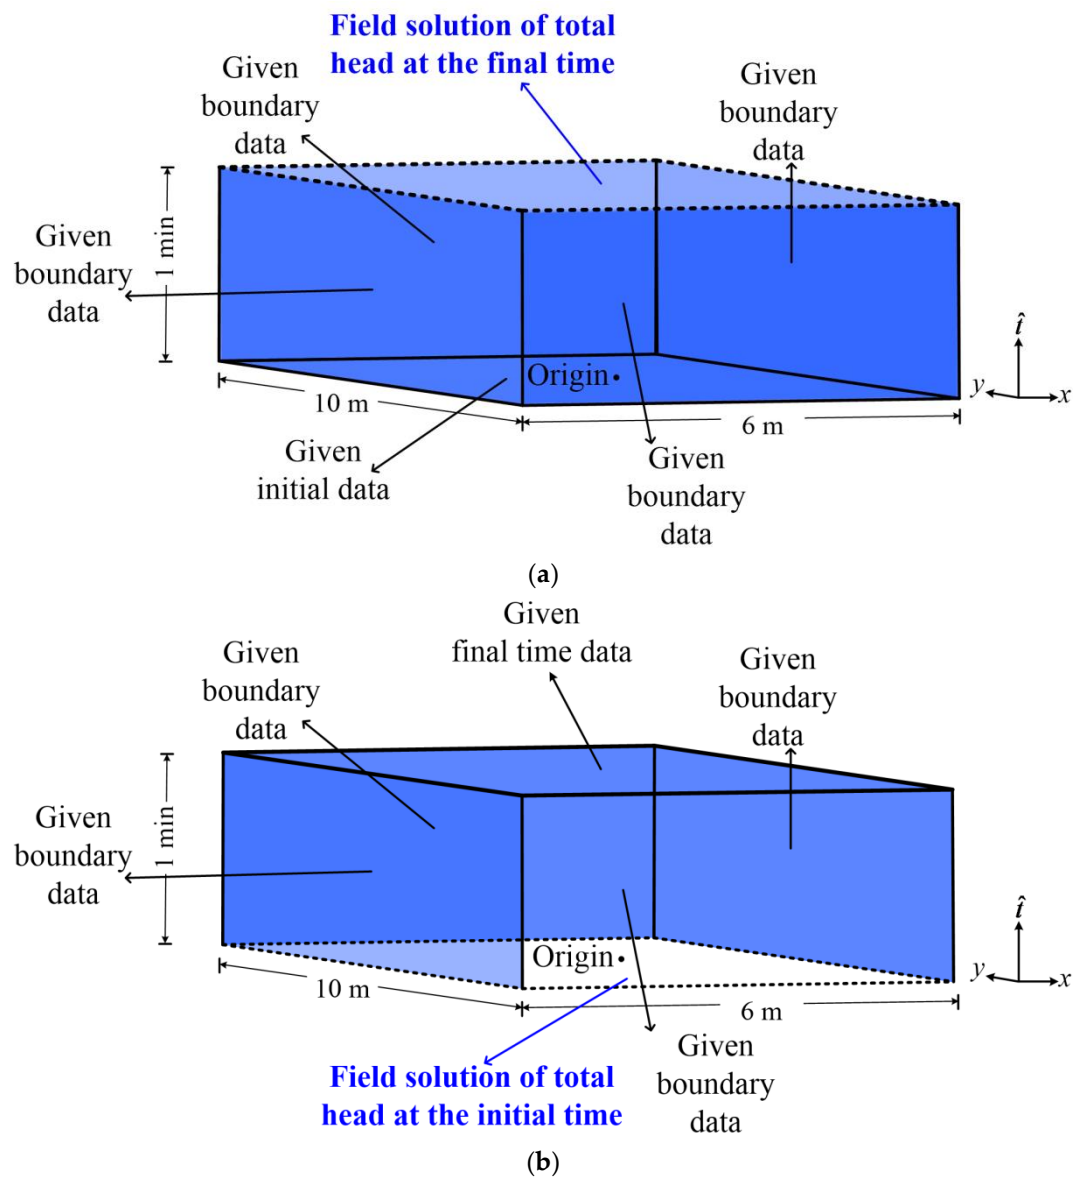 Field solution of total
head at the final time
Given
boundary
data
Given
boundary
data
Given
boundary
data
1 min
Origin
t̂
y
x
10 m
6 m
Given
initial data
Given
boundary
data
(a)
Given
final time data
Given
boundary
data
Given
boundary
data
Given
boundary
data
1 min
Origin
t̂
y
x
10 m
6 m
Given
boundary
data
Field solution of total
head at the initial time
(b)